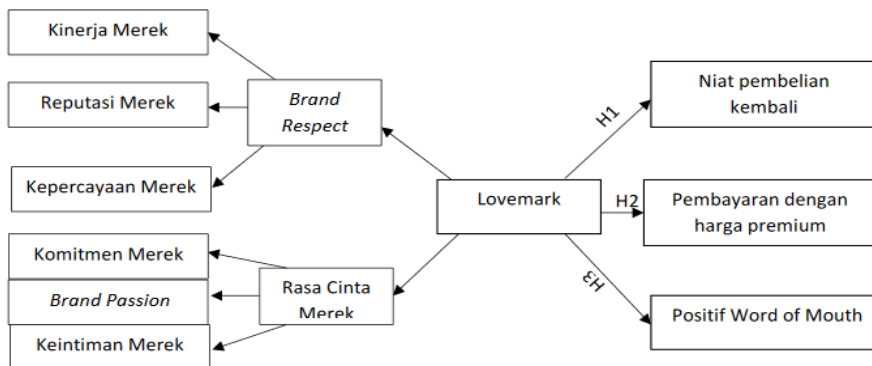 Kinerja Merek
Reputasi Merek
Kepercayaan Merek
Brand
Respect
Komitmen Merek
Brand Passion
Keintiman Merek
Rasa Cinta
Merek
Lovemark
H1
H2
H3
Niat pembelian
kembali
Pembayaran dengan
harga premium
Positif Word of Mouth